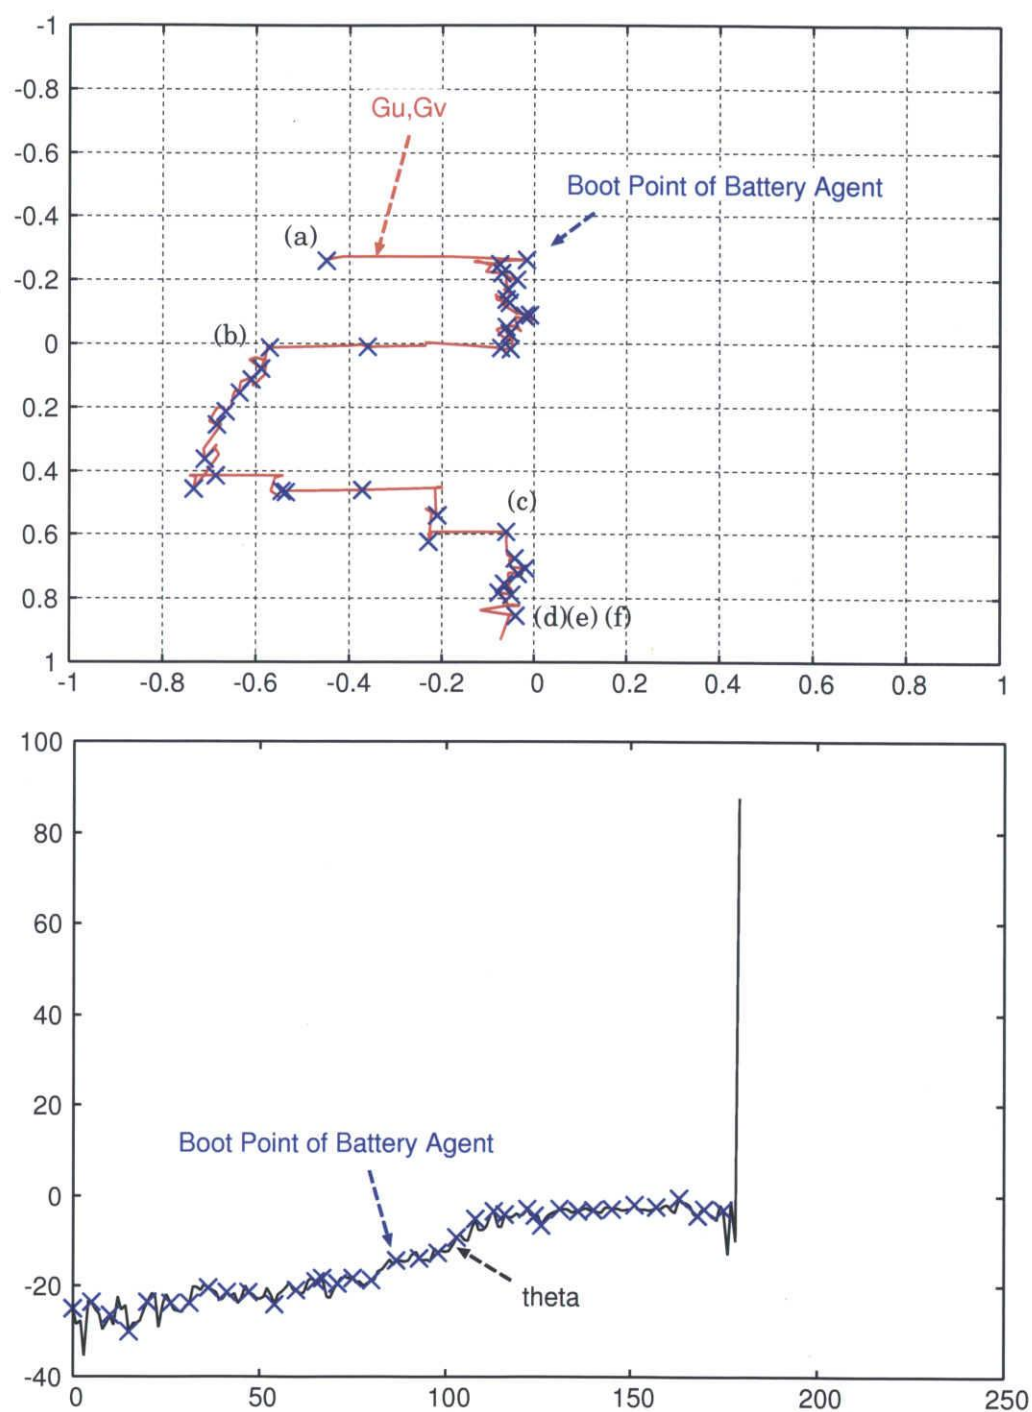 -1
-0.8
-0.6
Gu,Gv
Boot Point of Battery Agent
-0.4
(a)
-0.2
(b)
0
0.2
0.4
(c)
0.6
0.8
(d)(e) (f)
1
-1 -0.8 -0.6 -0.4 -0.2 0 0.2 0.4 0.6 0.8 1
100
80
60
40
20
Boot Point of Battery Agent
0
-20
theta
-40
0 50 100 150 200 250